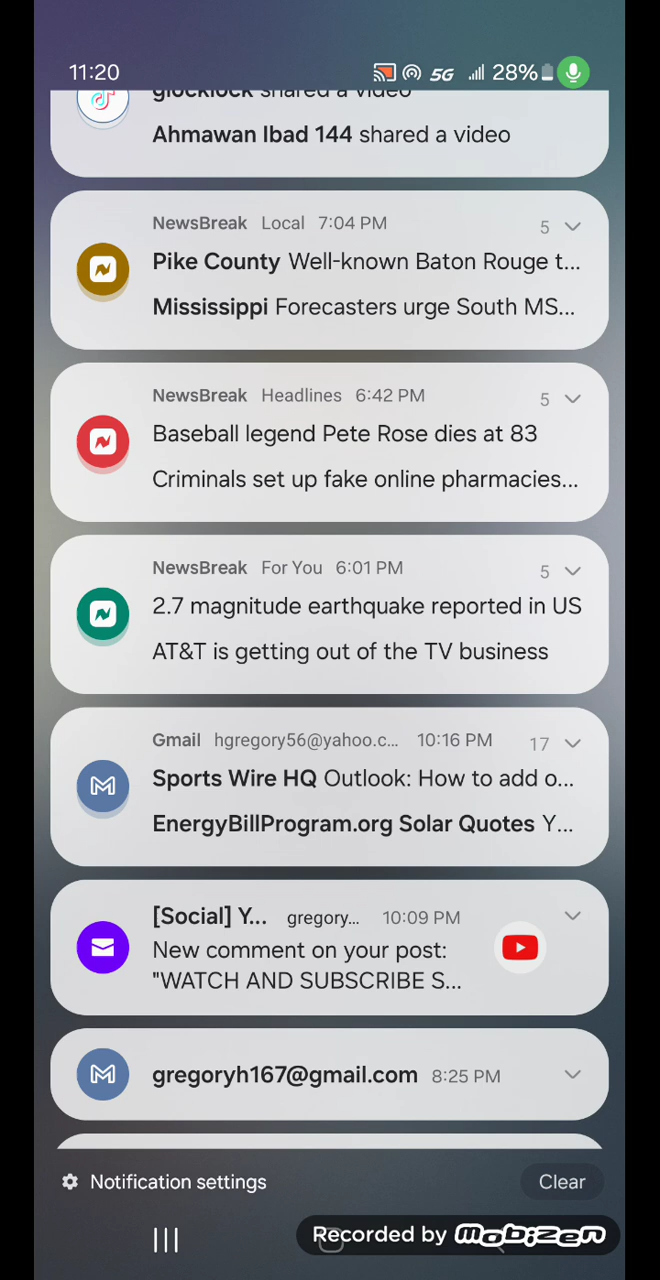 11:20 5G 28%
glocklock shared a video
Ahmawan Ibad 144 shared a video
NewsBreak Local 7:04 PM 5
Pike County Well-known Baton Rouge t...
Mississippi Forecasters urge South MS...
NewsBreak Headlines 6:42 PM 5
Baseball legend Pete Rose dies at 83
Criminals set up fake online pharmacies...
NewsBreak For You 6:01 PM 5
2.7 magnitude earthquake reported in US
AT&T is getting out of the TV business
Gmail hgregory56@yahoo.c... 10:16 PM 17
Sports Wire HQ Outlook: How to add o...
EnergyBillProgram.org Solar Quotes Y...
[Social] Y... gregory... 10:09 PM
New comment on your post:
"WATCH AND SUBSCRIBE S...
gregoryh167@gmail.com 8:25 PM
Notification settings Clear
Recorded by mobizen